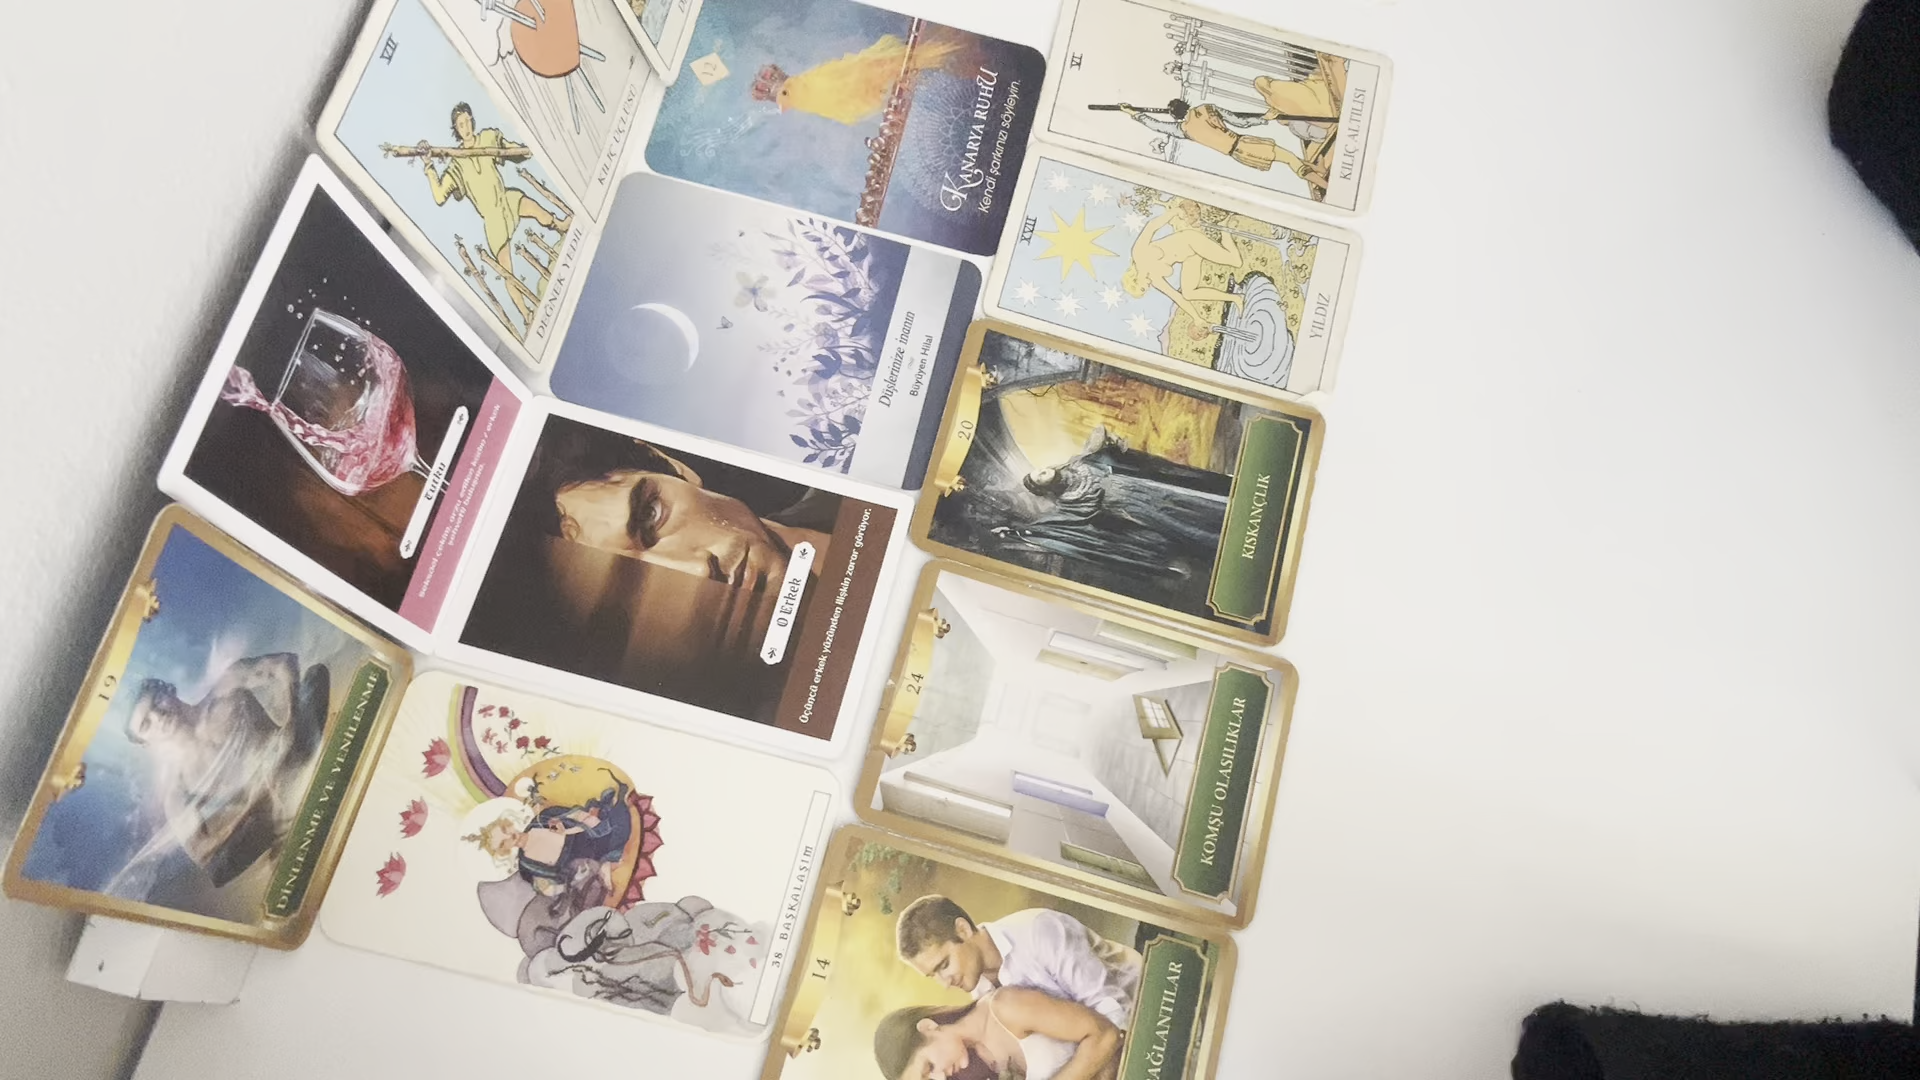 VII
DEĞNEK YEDİLİ
KILIÇ ÜÇLÜSÜ
12
KANARYA RUHU
Kendi şarkınızı söyleyin.
VI
KILIÇ ALTILISI
XVII
YILDIZ
Düşlerinize inanın
Büyüyen Hilal
Tutku
20
KISKANÇLIK
O Erkek
Üçüncü erkek yüzünden ilişkin zarar görüyor.
24
KOMŞU OLASILIKLAR
19
DİNLENME VE YENİLENME
38. BAŞKALAŞIM
14
AĞLANTILAR